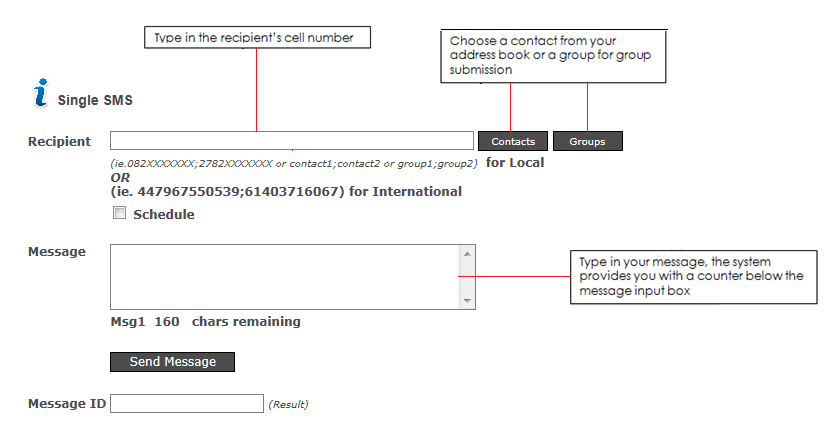 Type in the recipient's cell number
Choose a contact from your
address book or a group for group
submission
i Single SMS
Recipient Contacts Groups
(ie.082XXXXXXX;2782XXXXXXX or contact1;contact2 or group1;group2) for Local
OR
(ie. 447967550539;61403716067) for International
Schedule
Message
Type in your message, the system
provides you with a counter below the
message input box
Msg1 160 chars remaining
Send Message
Message ID (Result)